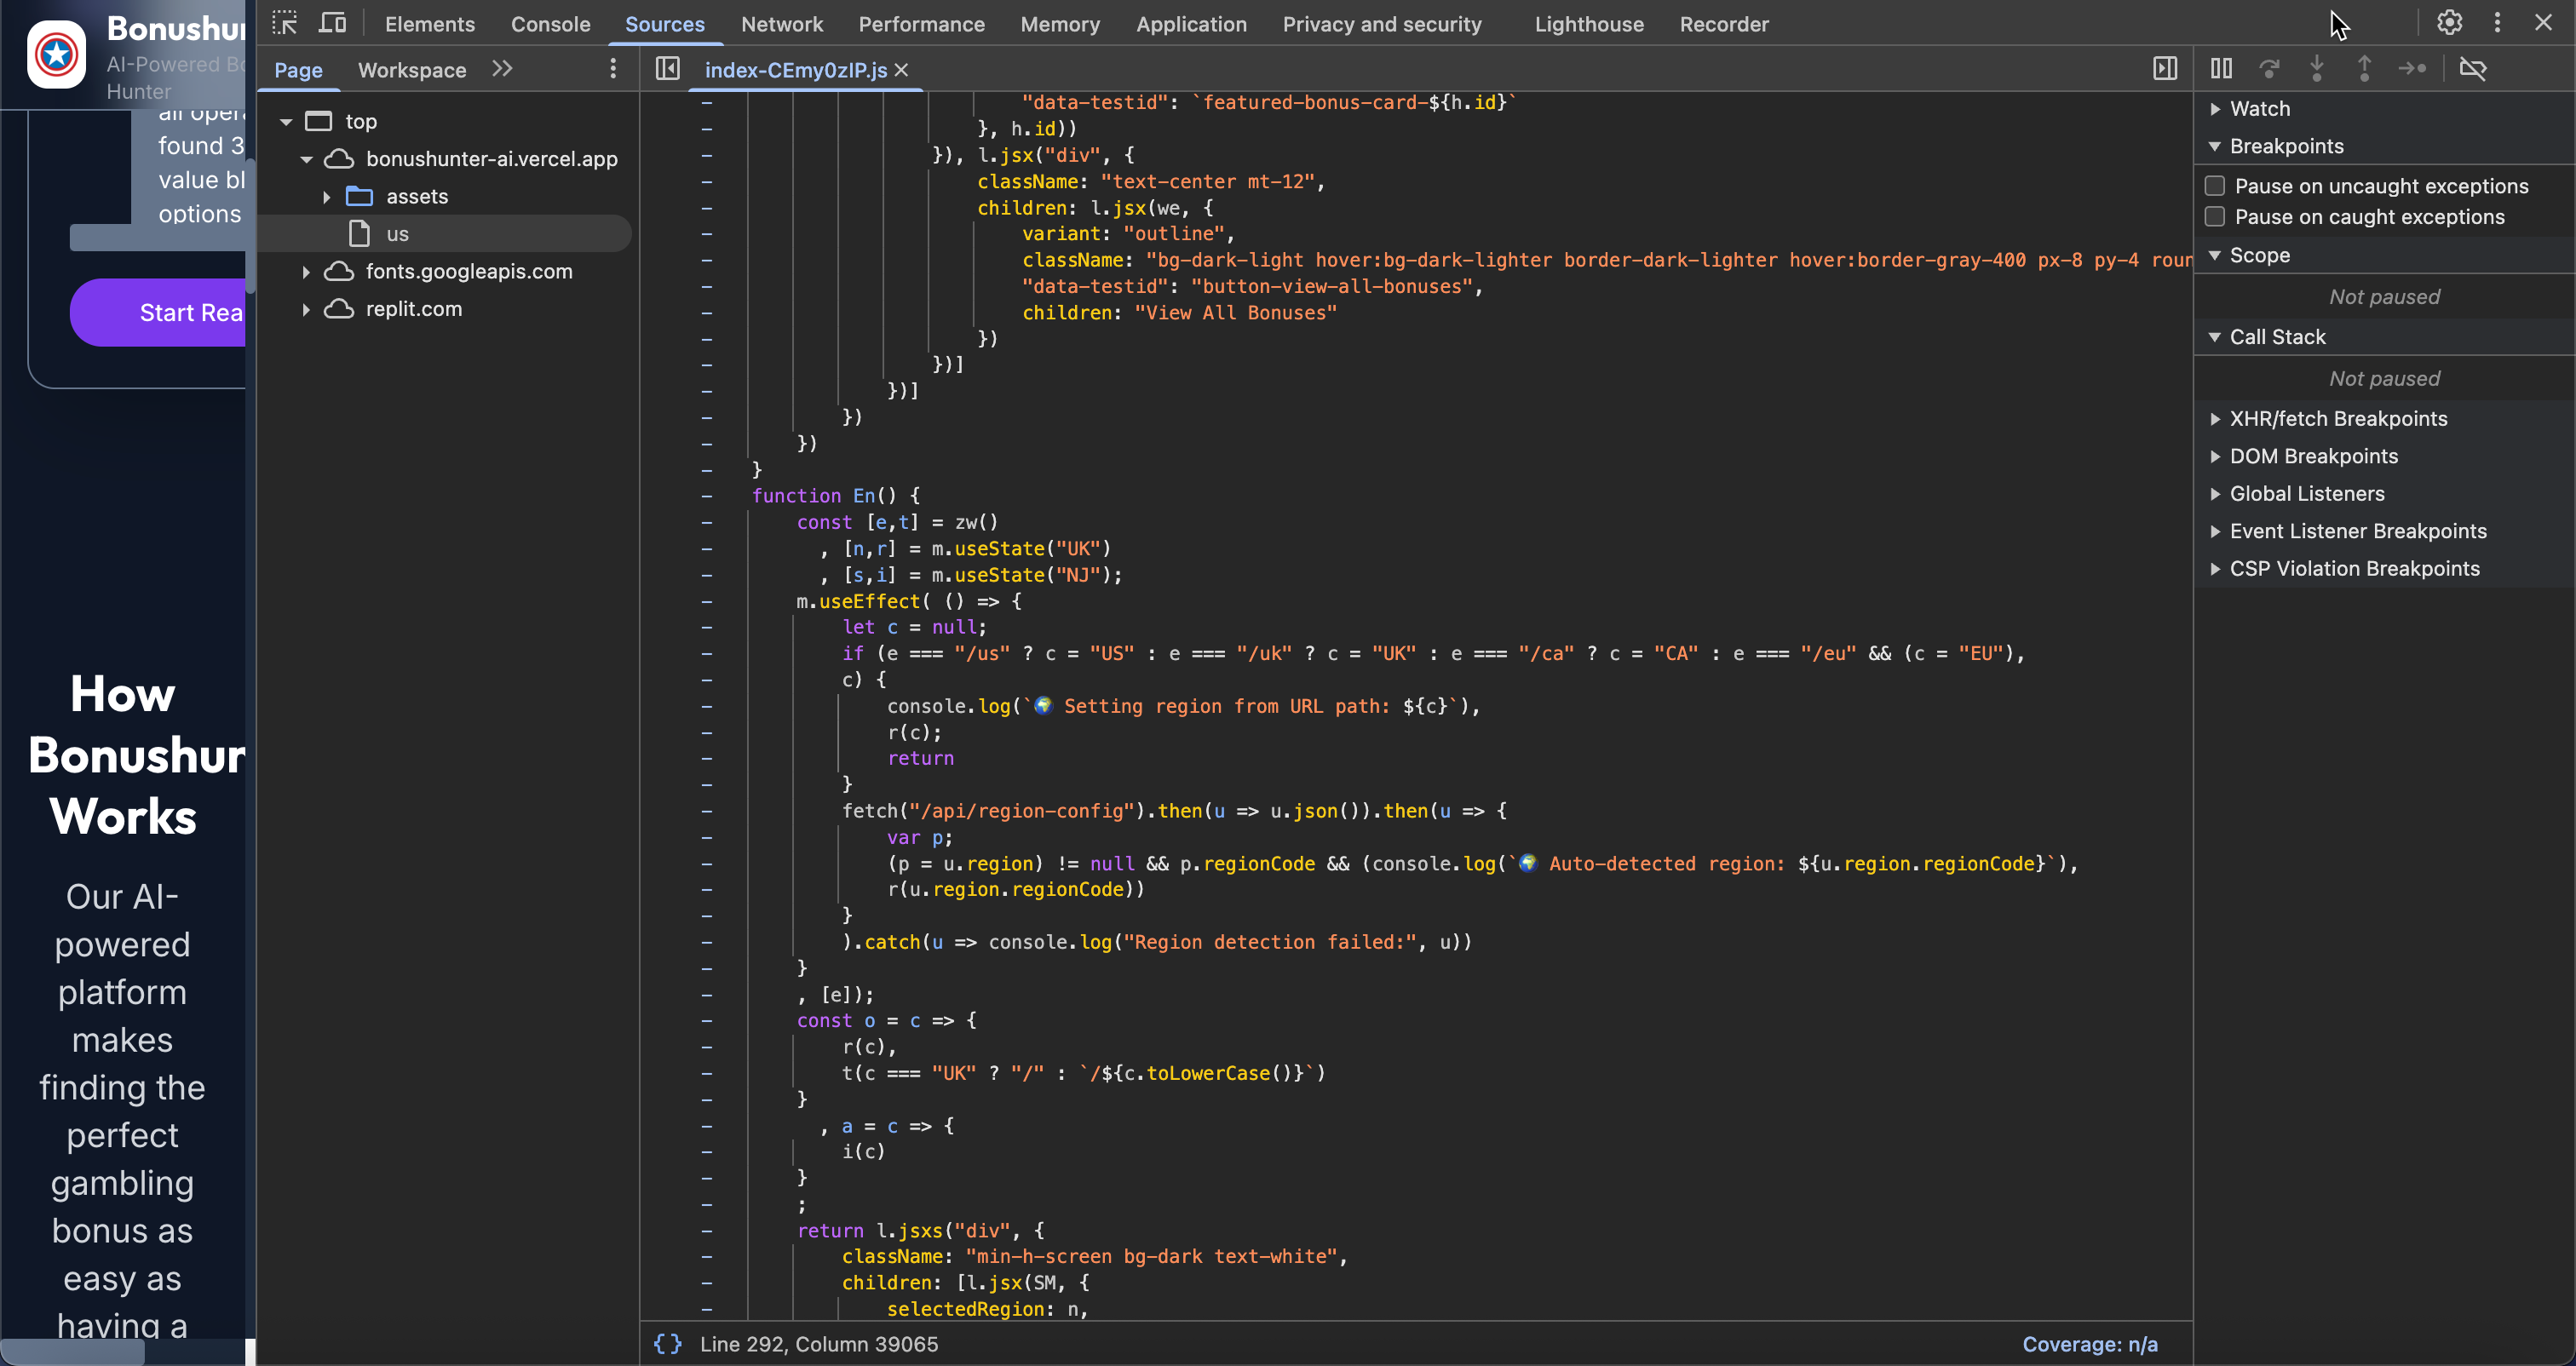 Bonushun
AI-Powered Bo
Hunter
all opera
found 3
value bl
options
Start Rea
How
Bonushun
Works
Our AI-
powered
platform
makes
finding the
perfect
gambling
bonus as
easy as
having a
Elements Console Sources Network Performance Memory Application Privacy and security Lighthouse Recorder
Page Workspace
top
bonushunter-ai.vercel.app
assets
us
fonts.googleapis.com
replit.com
index-CEmy0zIP.js
"data-testid": `featured-bonus-card-${h.id}`
}, h.id))
}), l.jsx("div", {
className: "text-center mt-12",
children: l.jsx(we, {
variant: "outline",
className: "bg-dark-light hover:bg-dark-lighter border-dark-lighter hover:border-gray-400 px-8 py-4 roun
"data-testid": "button-view-all-bonuses",
children: "View All Bonuses"
})
})]
})]
})
})
}
function En() {
const [e,t] = zw()
, [n,r] = m.useState("UK")
, [s,i] = m.useState("NJ");
m.useEffect( () => {
let c = null;
if (e === "/us" ? c = "US" : e === "/uk" ? c = "UK" : e === "/ca" ? c = "CA" : e === "/eu" && (c = "EU"),
c) {
console.log(`🌍 Setting region from URL path: ${c}`),
r(c);
return
}
fetch("/api/region-config").then(u => u.json()).then(u => {
var p;
(p = u.region) != null && p.regionCode && (console.log(`🌍 Auto-detected region: ${u.region.regionCode}`),
r(u.region.regionCode))
}
).catch(u => console.log("Region detection failed:", u))
}
, [e]);
const o = c => {
r(c),
t(c === "UK" ? "/" : `/${c.toLowerCase()}`)
}
, a = c => {
i(c)
}
;
return l.jsxs("div", {
className: "min-h-screen bg-dark text-white",
children: [l.jsx(SM, {
selectedRegion: n,
{} Line 292, Column 39065
Coverage: n/a
Watch
Breakpoints
Pause on uncaught exceptions
Pause on caught exceptions
Scope
Not paused
Call Stack
Not paused
XHR/fetch Breakpoints
DOM Breakpoints
Global Listeners
Event Listener Breakpoints
CSP Violation Breakpoints